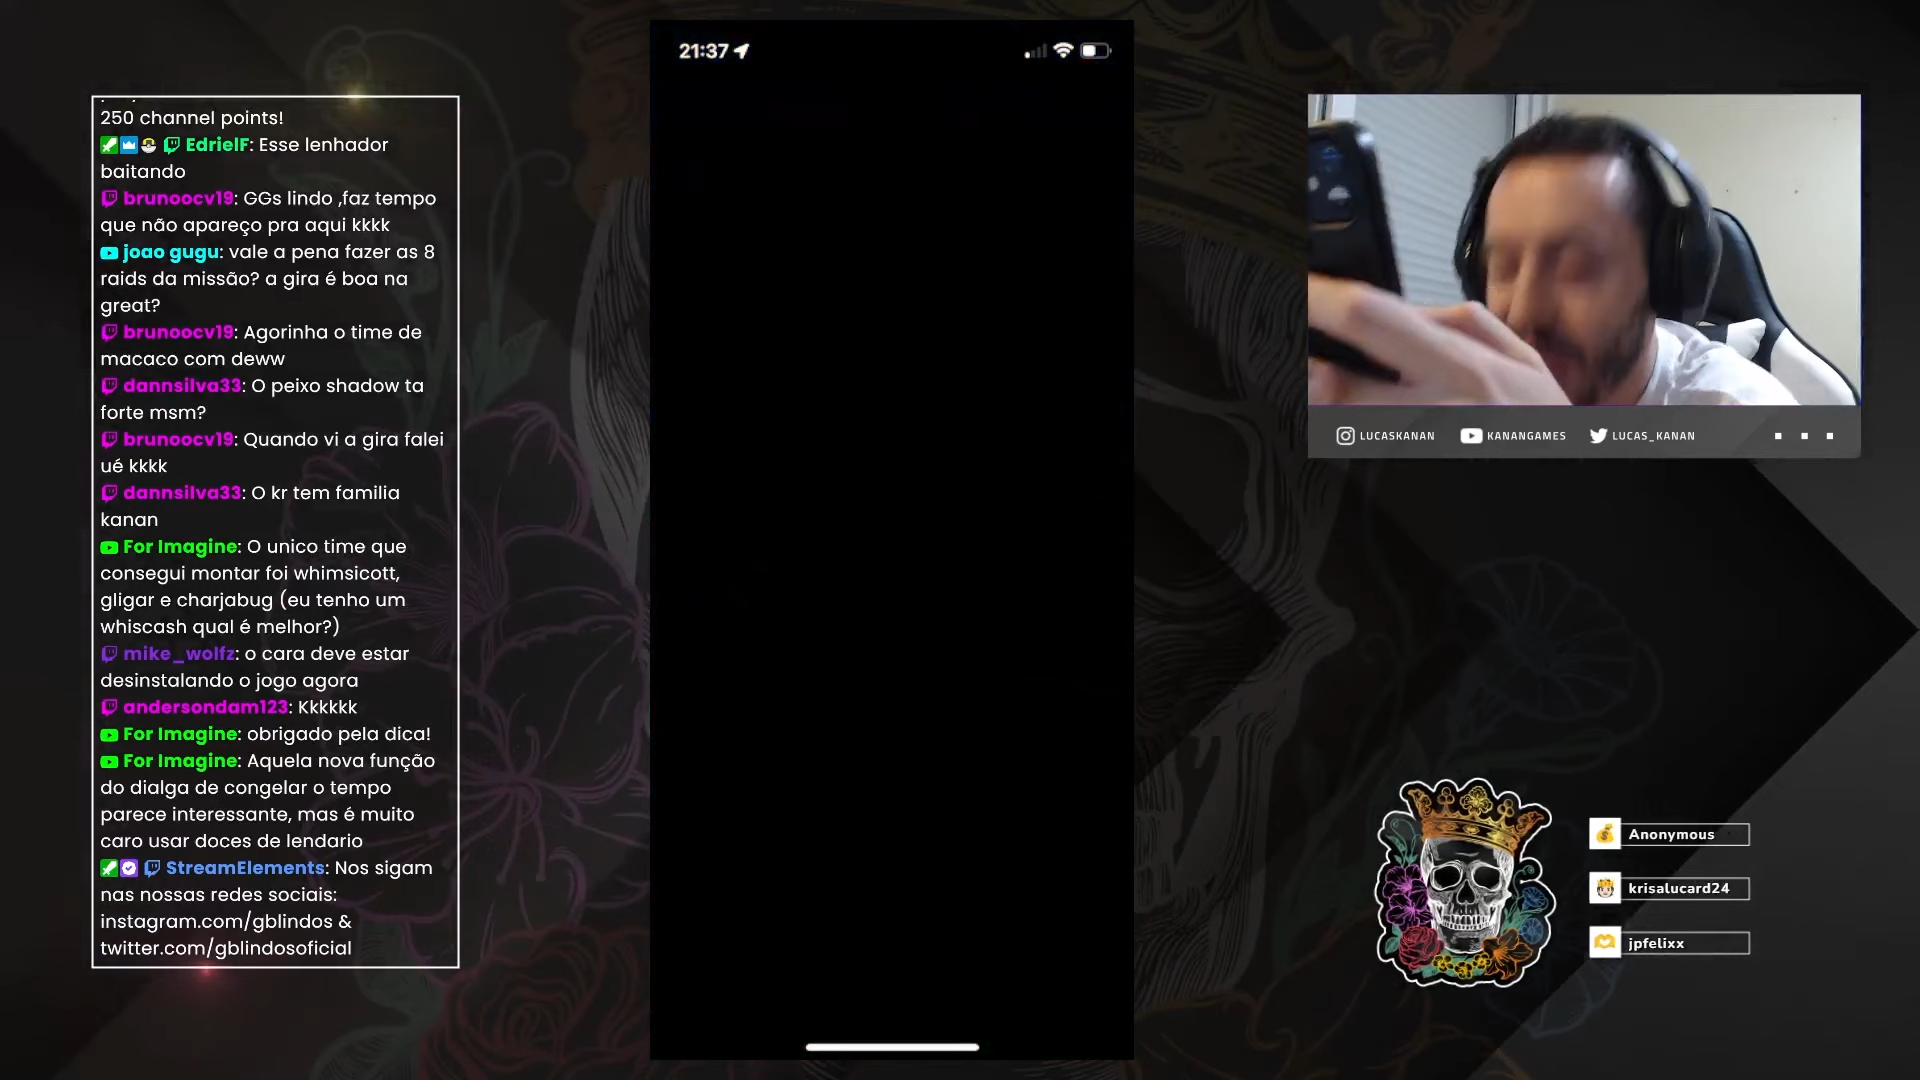 250 channel points!
EdrielF: Esse lenhador
baitando
brunoocv19: GGs lindo ,faz tempo
que não apareço pra aqui kkkk
joao gugu: vale a pena fazer as 8
raids da missão? a gira é boa na
great?
brunoocv19: Agorinha o time de
macaco com deww
dannsilva33: O peixo shadow ta
forte msm?
brunoocv19: Quando vi a gira falei
ué kkkk
dannsilva33: O kr tem familia
kanan
For Imagine: O unico time que
consegui montar foi whimsicott,
gligar e charjabug (eu tenho um
whiscash qual é melhor?)
mike_wolfz: o cara deve estar
desinstalando o jogo agora
andersondam123: Kkkkkk
For Imagine: obrigado pela dica!
For Imagine: Aquela nova função
do dialga de congelar o tempo
parece interessante, mas é muito
caro usar doces de lendario
StreamElements: Nos sigam
nas nossas redes sociais:
instagram.com/gblindos &
twitter.com/gblindosoficial
21:37
LUCASKANAN KANANGAMES LUCAS_KANAN
Anonymous
krisalucard24
jpfelixx